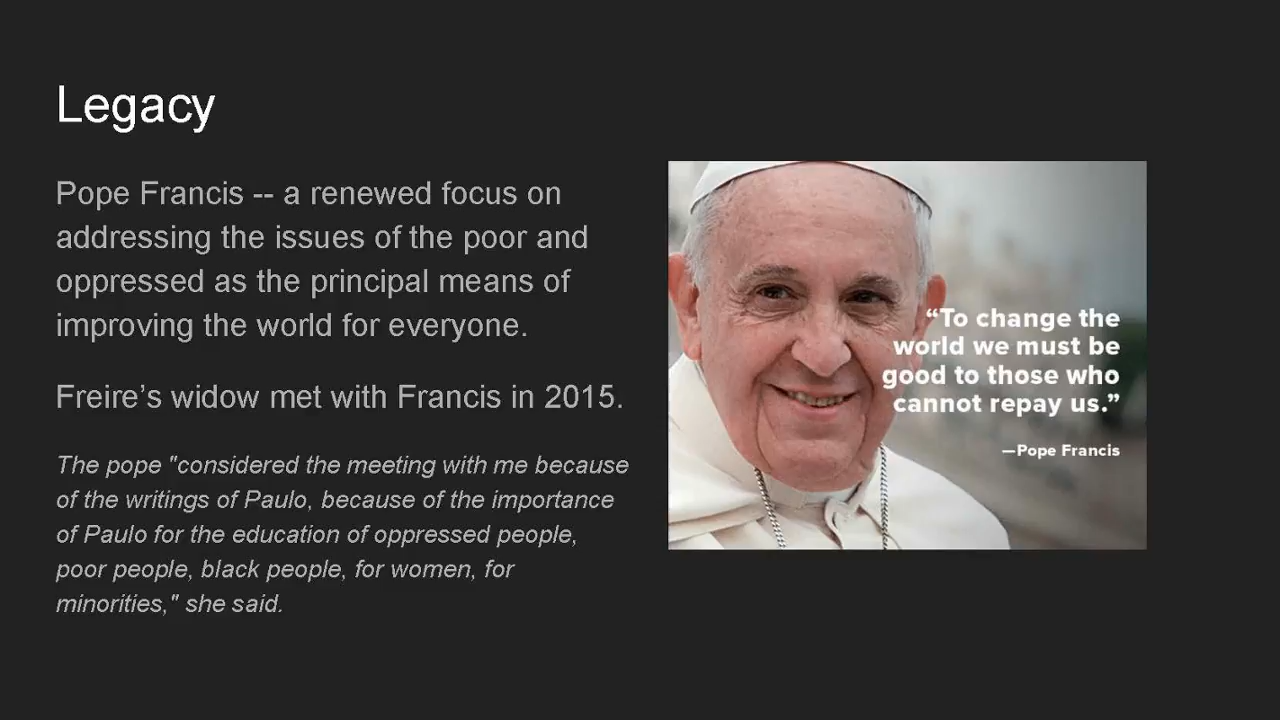 Legacy
Pope Francis -- a renewed focus on
addressing the issues of the poor and
oppressed as the principal means of
improving the world for everyone.
Freire’s widow met with Francis in 2015.
The pope "considered the meeting with me because
of the writings of Paulo, because of the importance
of Paulo for the education of oppressed people,
poor people, black people, for women, for
minorities," she said.
“To change the
world we must be
good to those who
cannot repay us.”
—Pope Francis